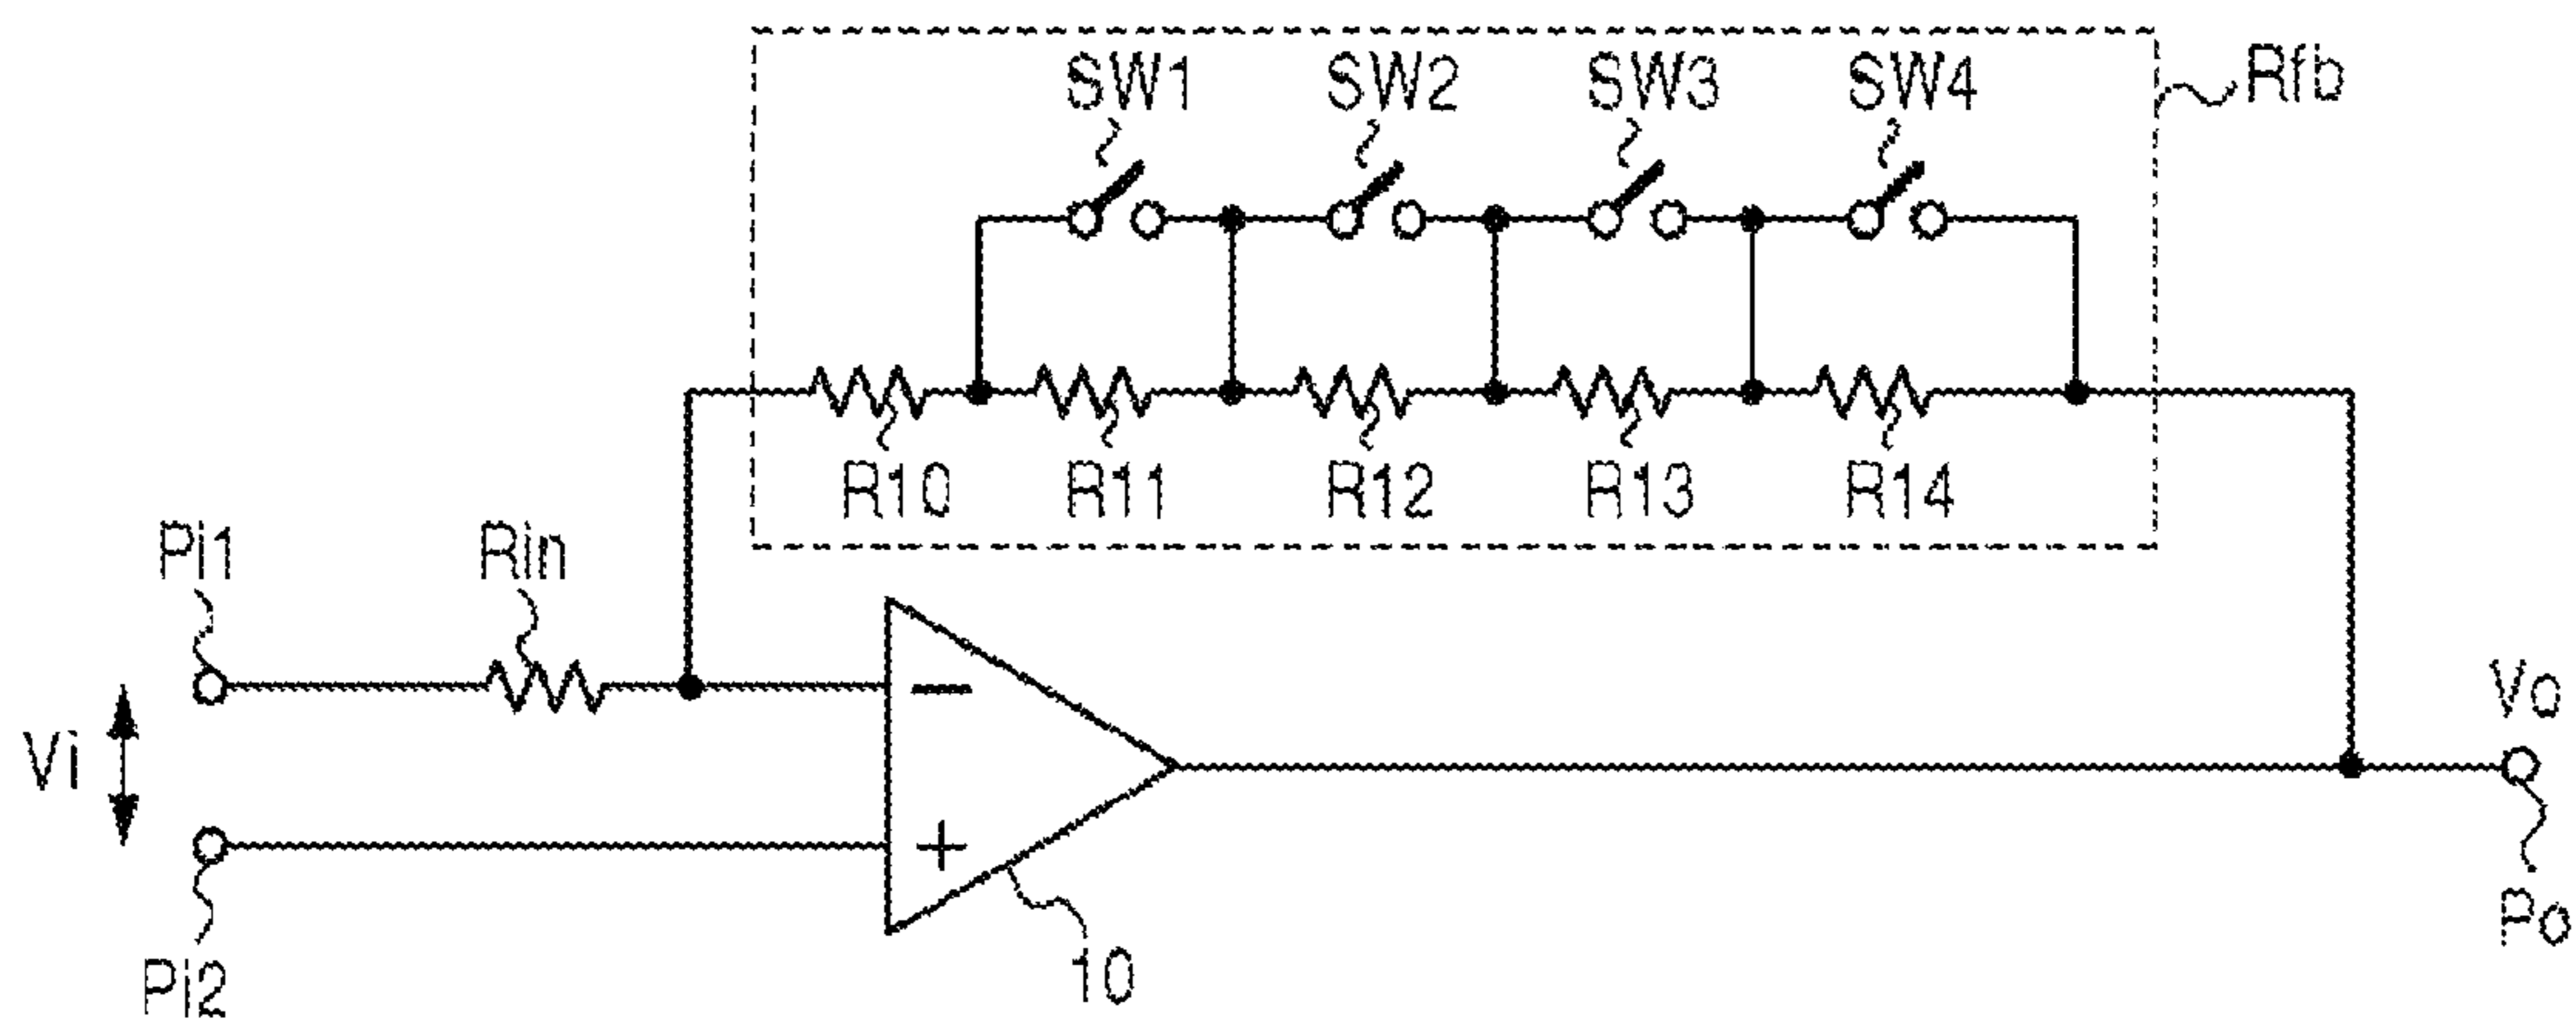 SW1 SW2 SW3 SW4 Rfb
R10 R11 R12 R13 R14
Pi1 Rin
Vi
−
+
Vo
Pi2
10
Po